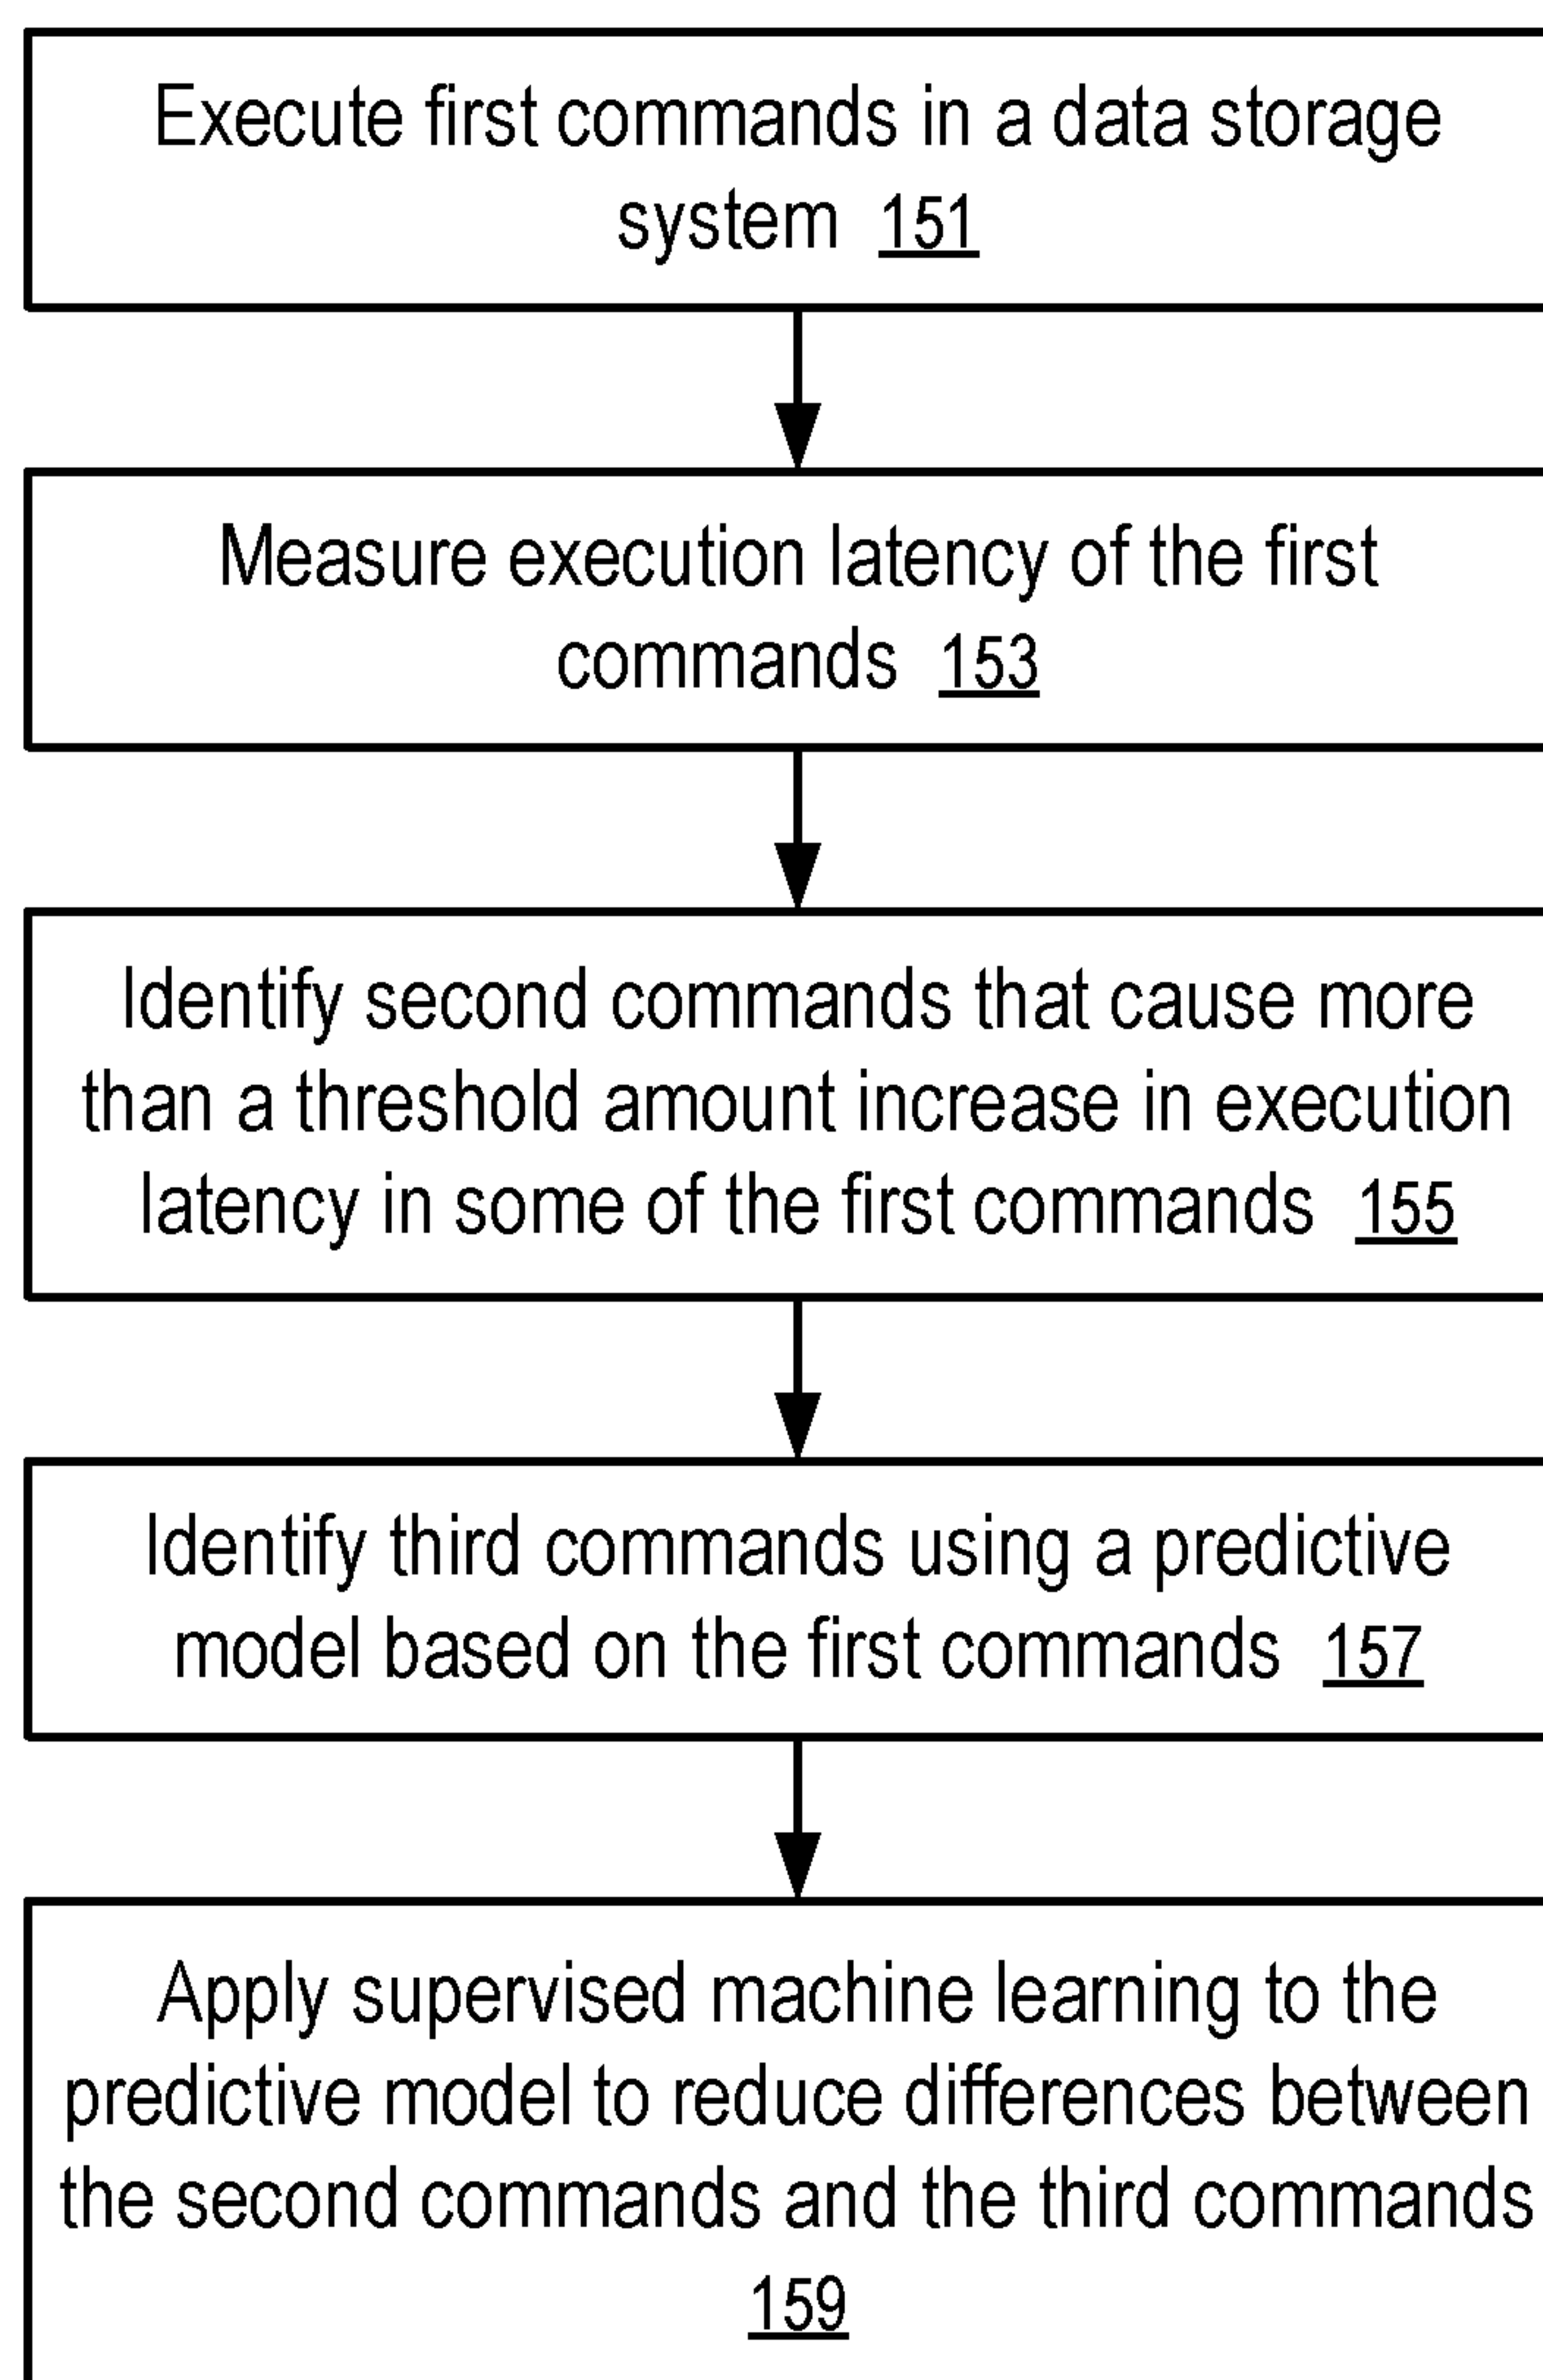 Execute first commands in a data storage
system 151
Measure execution latency of the first
commands 153
Identify second commands that cause more
than a threshold amount increase in execution
latency in some of the first commands 155
Identify third commands using a predictive
model based on the first commands 157
Apply supervised machine learning to the
predictive model to reduce differences between
the second commands and the third commands
159